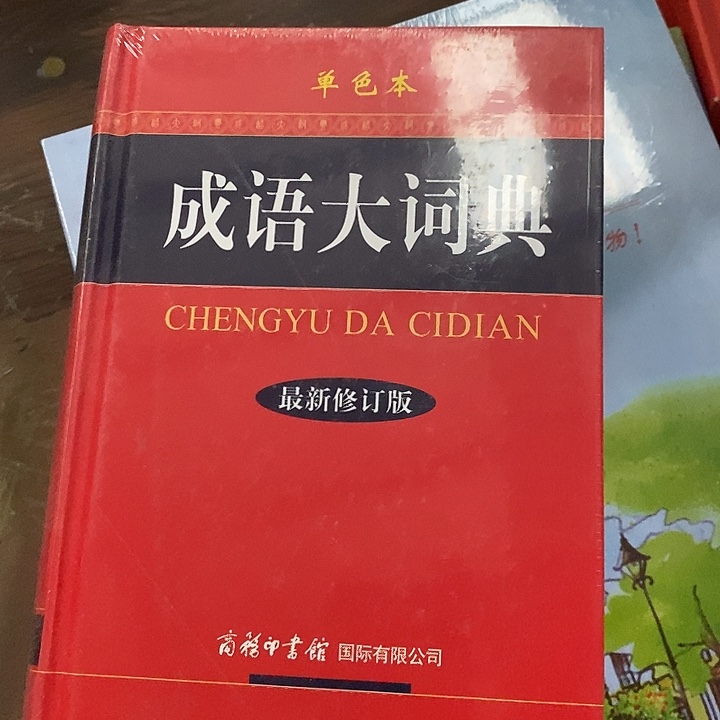 单色本
成语大词典
CHENGYU DA CIDIAN
最新修订版
商務印書館 国际有限公司
物！